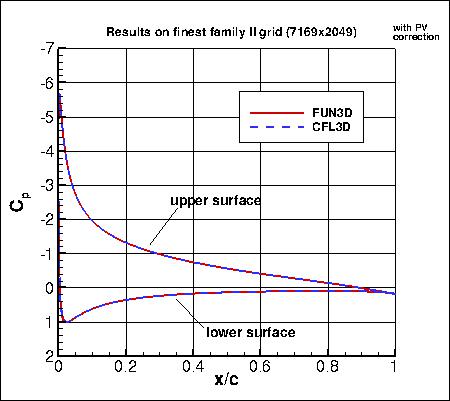 Results on finest family II grid (7169x2049)
with PV
correction
-7
-6
-5
-4
-3
-2
-1
0
1
2
Cp
FUN3D
CFL3D
upper surface
lower surface
0
0.2
0.4
0.6
0.8
1
x/c